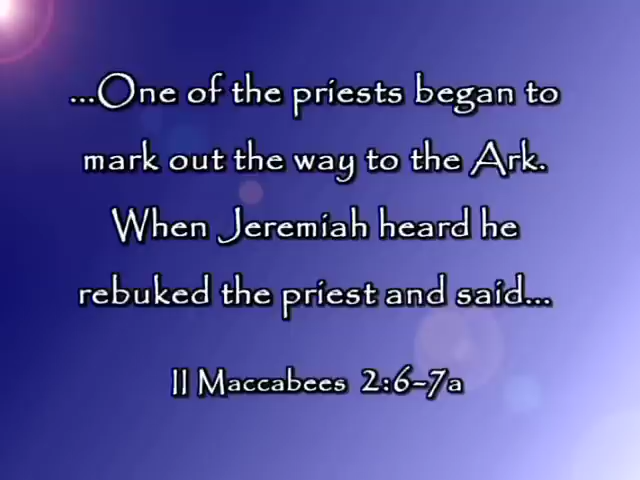 ...One of the priests began to
mark out the way to the Ark.
When Jeremiah heard he
rebuked the priest and said...
II Maccabees 2:6-7a